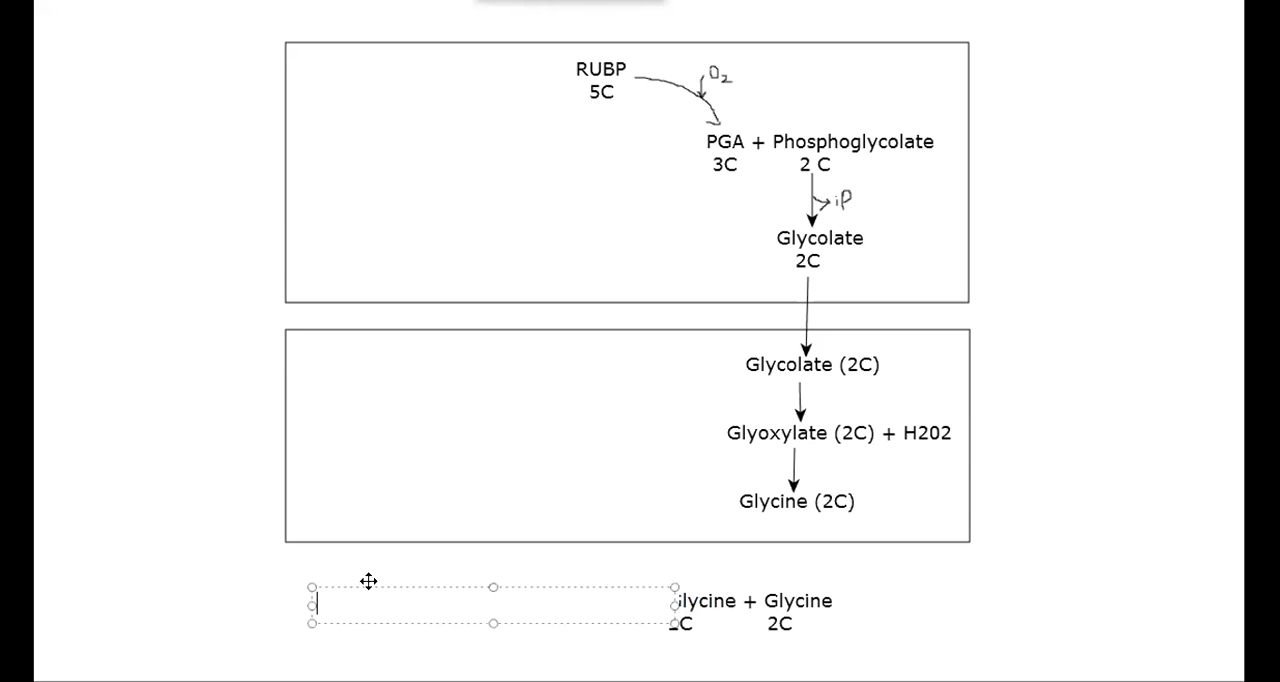 RUBP
5C
O2
PGA + Phosphoglycolate
3C 2 C
iP
Glycolate
2C
Glycolate (2C)
Glyoxylate (2C) + H202
Glycine (2C)
+ Glycine
2C